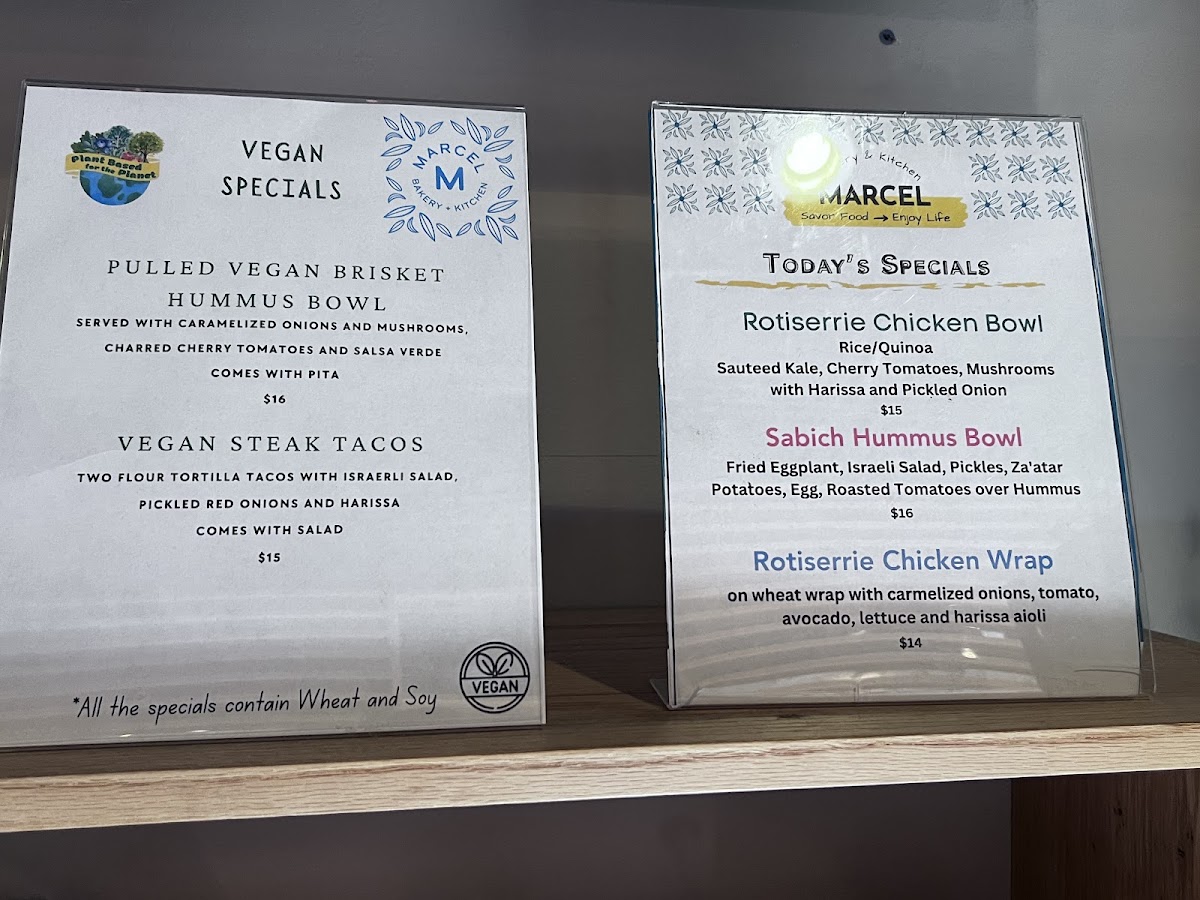 Plant Based
for the Planet
VEGAN
SPECIALS
MARCEL
M
BAKERY + KITCHEN
PULLED VEGAN BRISKET
HUMMUS BOWL
SERVED WITH CARAMELIZED ONIONS AND MUSHROOMS,
CHARRED CHERRY TOMATOES AND SALSA VERDE
COMES WITH PITA
$16
VEGAN STEAK TACOS
TWO FLOUR TORTILLA TACOS WITH ISRAERLI SALAD,
PICKLED RED ONIONS AND HARISSA
COMES WITH SALAD
$15
*All the specials contain Wheat and Soy
VEGAN
& Kitchen
MARCEL
Savor Food → Enjoy Life
TODAY'S SPECIALS
Rotiserrie Chicken Bowl
Rice/Quinoa
Sauteed Kale, Cherry Tomatoes, Mushrooms
with Harissa and Pickled Onion
$15
Sabich Hummus Bowl
Fried Eggplant, Israeli Salad, Pickles, Za'atar
Potatoes, Egg, Roasted Tomatoes over Hummus
$16
Rotiserrie Chicken Wrap
on wheat wrap with carmelized onions, tomato,
avocado, lettuce and harissa aioli
$14